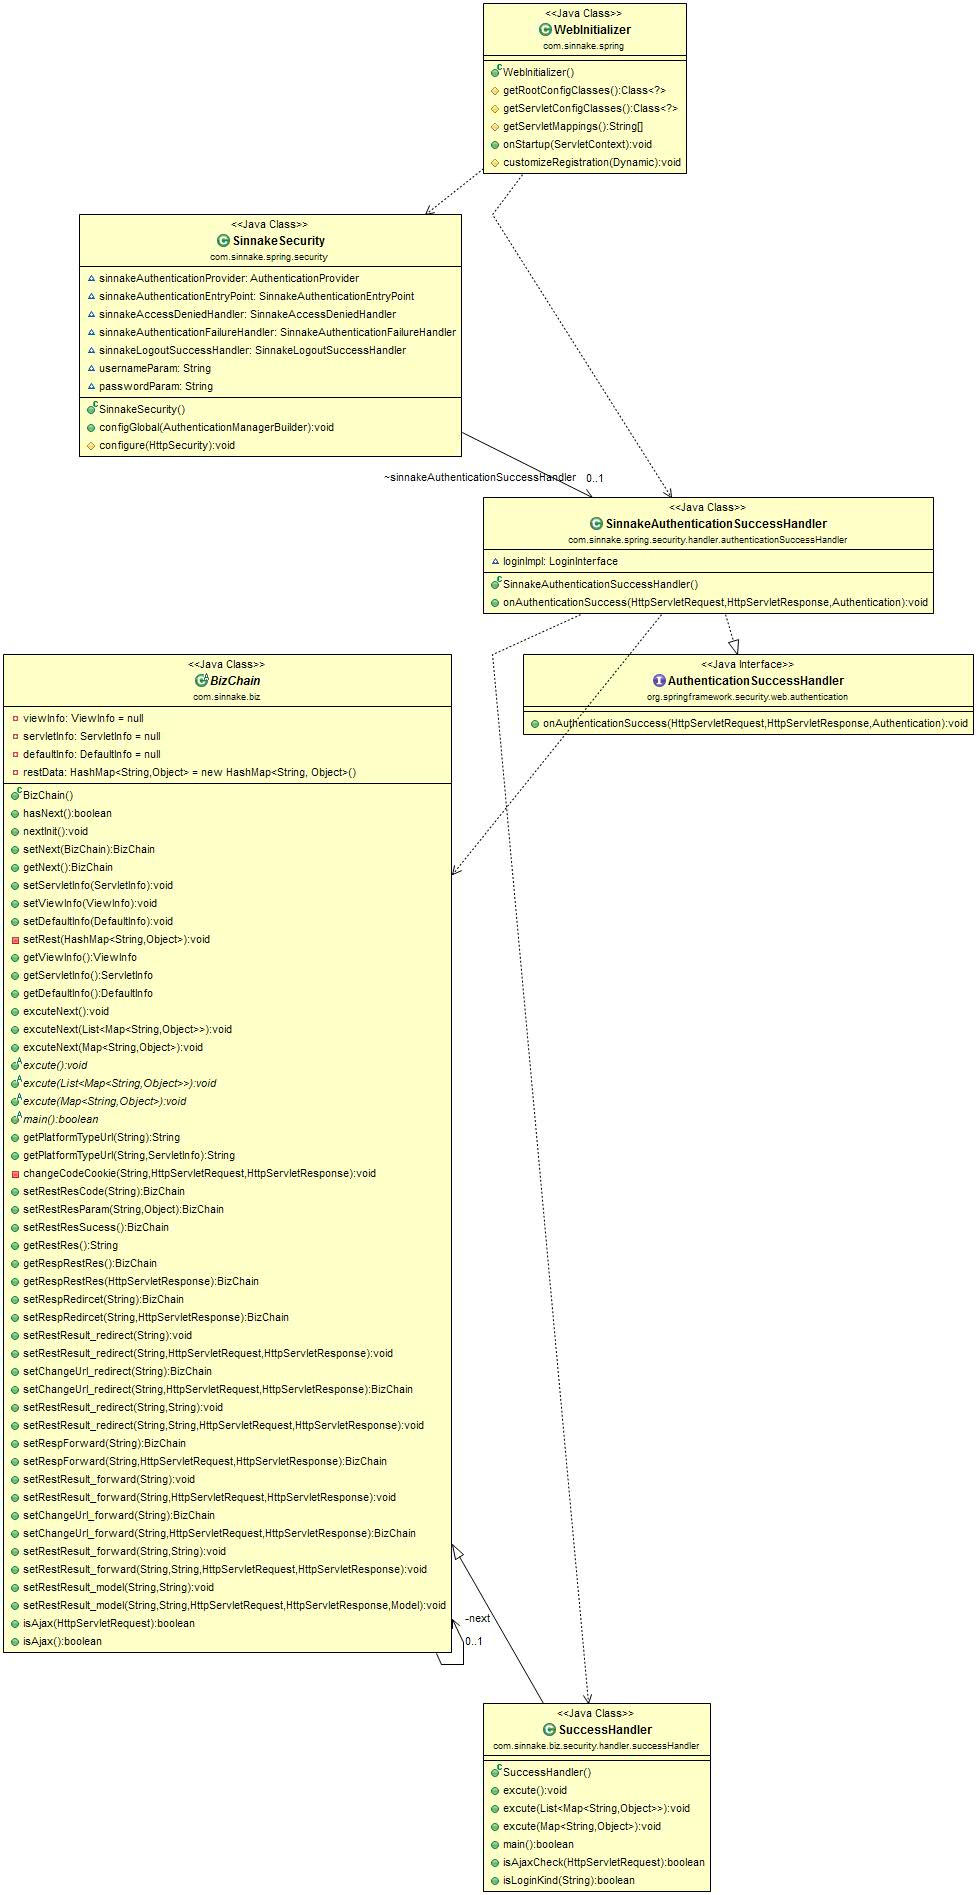 <<Java Class>>
WebInitializer
com.sinnake.spring
WebInitializer()
getRootConfigClasses():Class<?>
getServletConfigClasses():Class<?>
getServletMappings():String[]
onStartup(ServletContext):void
customizeRegistration(Dynamic):void
<<Java Class>>
SinnakeSecurity
com.sinnake.spring.security
sinnakeAuthenticationProvider: AuthenticationProvider
sinnakeAuthenticationEntryPoint: SinnakeAuthenticationEntryPoint
sinnakeAccessDeniedHandler: SinnakeAccessDeniedHandler
sinnakeAuthenticationFailureHandler: SinnakeAuthenticationFailureHandler
sinnakeLogoutSuccessHandler: SinnakeLogoutSuccessHandler
usernameParam: String
passwordParam: String
SinnakeSecurity()
configGlobal(AuthenticationManagerBuilder):void
configure(HttpSecurity):void
~sinnakeAuthenticationSuccessHandler 0..1
<<Java Class>>
SinnakeAuthenticationSuccessHandler
com.sinnake.spring.security.handler.authenticationSuccessHandler
loginImpl: LoginInterface
SinnakeAuthenticationSuccessHandler()
onAuthenticationSuccess(HttpServletRequest,HttpServletResponse,Authentication):void
<<Java Interface>>
AuthenticationSuccessHandler
org.springframework.security.web.authentication
onAuthenticationSuccess(HttpServletRequest,HttpServletResponse,Authentication):void
<<Java Class>>
BizChain
com.sinnake.biz
viewInfo: ViewInfo = null
servletInfo: ServletInfo = null
defaultInfo: DefaultInfo = null
restData: HashMap<String,Object> = new HashMap<String, Object>()
BizChain()
hasNext():boolean
nextInit():void
setNext(BizChain):BizChain
getNext():BizChain
setServletInfo(ServletInfo):void
setViewInfo(ViewInfo):void
setDefaultInfo(DefaultInfo):void
setRest(HashMap<String,Object>):void
getViewInfo():ViewInfo
getServletInfo():ServletInfo
getDefaultInfo():DefaultInfo
excuteNext():void
excuteNext(List<Map<String,Object>>):void
excuteNext(Map<String,Object>):void
excute():void
excute(List<Map<String,Object>>):void
excute(Map<String,Object>):void
main():boolean
getPlatformTypeUrl(String):String
getPlatformTypeUrl(String,ServletInfo):String
changeCodeCookie(String,HttpServletRequest,HttpServletResponse):void
setRestResCode(String):BizChain
setRestResParam(String,Object):BizChain
setRestResSucess():BizChain
getRestRes():String
getRespRestRes():BizChain
getRespRestRes(HttpServletResponse):BizChain
setRespRedircet(String):BizChain
setRespRedircet(String,HttpServletResponse):BizChain
setRestResult_redirect(String):void
setRestResult_redirect(String,HttpServletRequest,HttpServletResponse):void
setChangeUrl_redirect(String):BizChain
setChangeUrl_redirect(String,HttpServletRequest,HttpServletResponse):BizChain
setRestResult_redirect(String,String):void
setRestResult_redirect(String,String,HttpServletRequest,HttpServletResponse):void
setRespForward(String):BizChain
setRespForward(String,HttpServletRequest,HttpServletResponse):BizChain
setRestResult_forward(String):void
setRestResult_forward(String,HttpServletRequest,HttpServletResponse):void
setChangeUrl_forward(String):BizChain
setChangeUrl_forward(String,HttpServletRequest,HttpServletResponse):BizChain
setRestResult_forward(String,String):void
setRestResult_forward(String,String,HttpServletRequest,HttpServletResponse):void
setRestResult_model(String,String):void
setRestResult_model(String,String,HttpServletRequest,HttpServletResponse,Model):void
isAjax(HttpServletRequest):boolean
isAjax():boolean
-next
0..1
<<Java Class>>
SuccessHandler
com.sinnake.biz.security.handler.successHandler
SuccessHandler()
excute():void
excute(List<Map<String,Object>>):void
excute(Map<String,Object>):void
main():boolean
isAjaxCheck(HttpServletRequest):boolean
isLoginKind(String):boolean